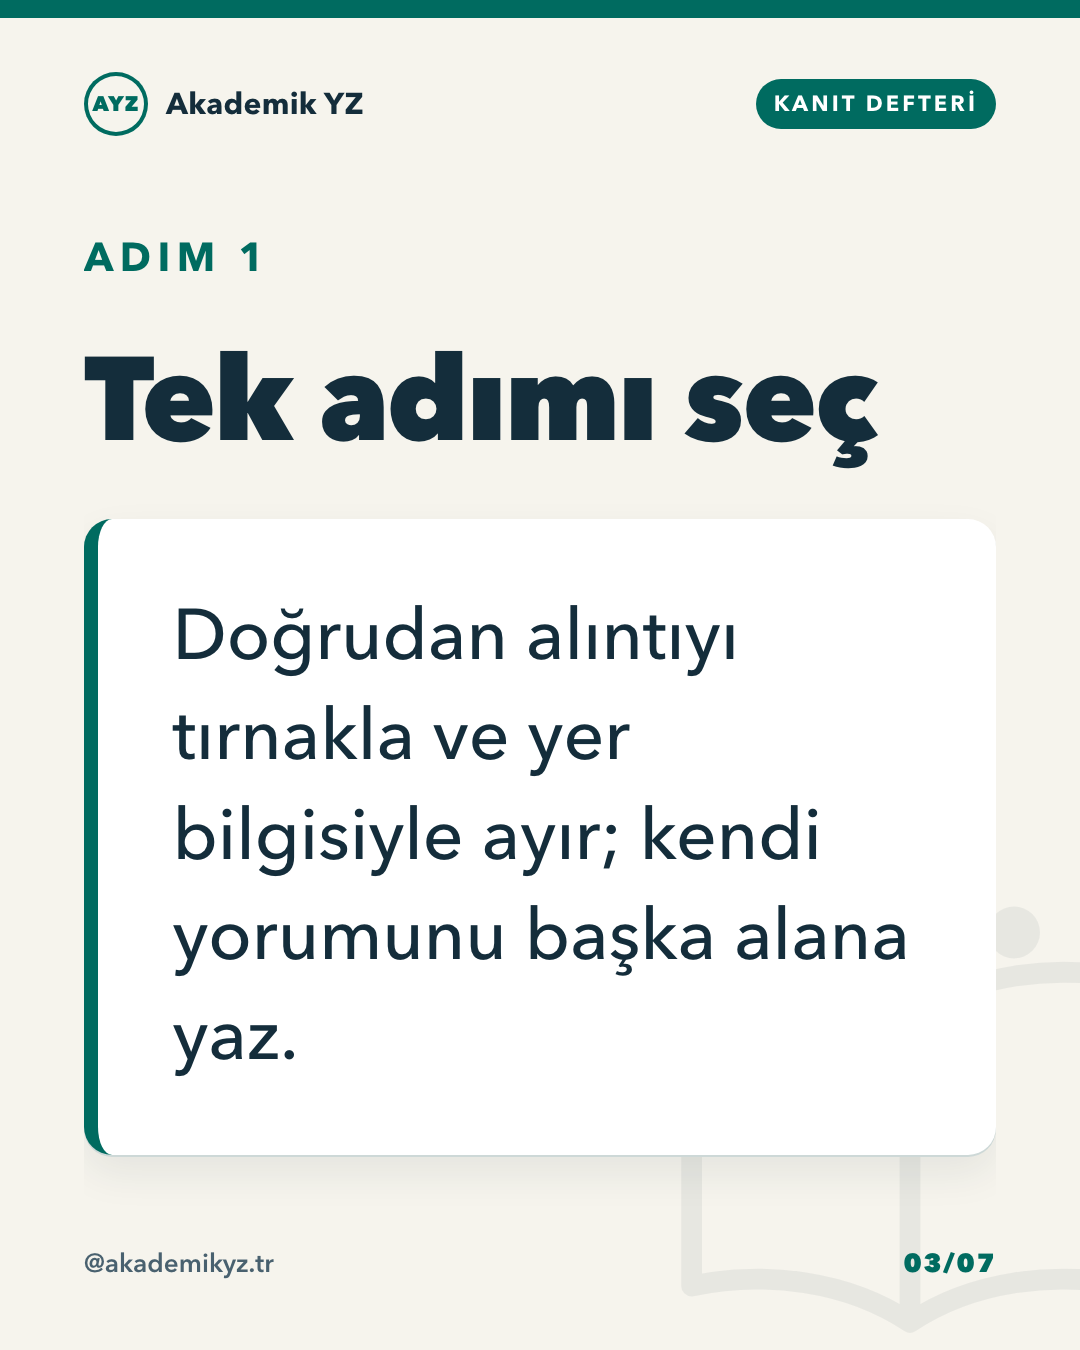 AYZ Akademik YZ
KANIT DEFTERİ
ADIM 1
Tek adımı seç
Doğrudan alıntıyı
tırnakla ve yer
bilgisiyle ayır; kendi
yorumunu başka alana
yaz.
@akademikyz.tr
03/07